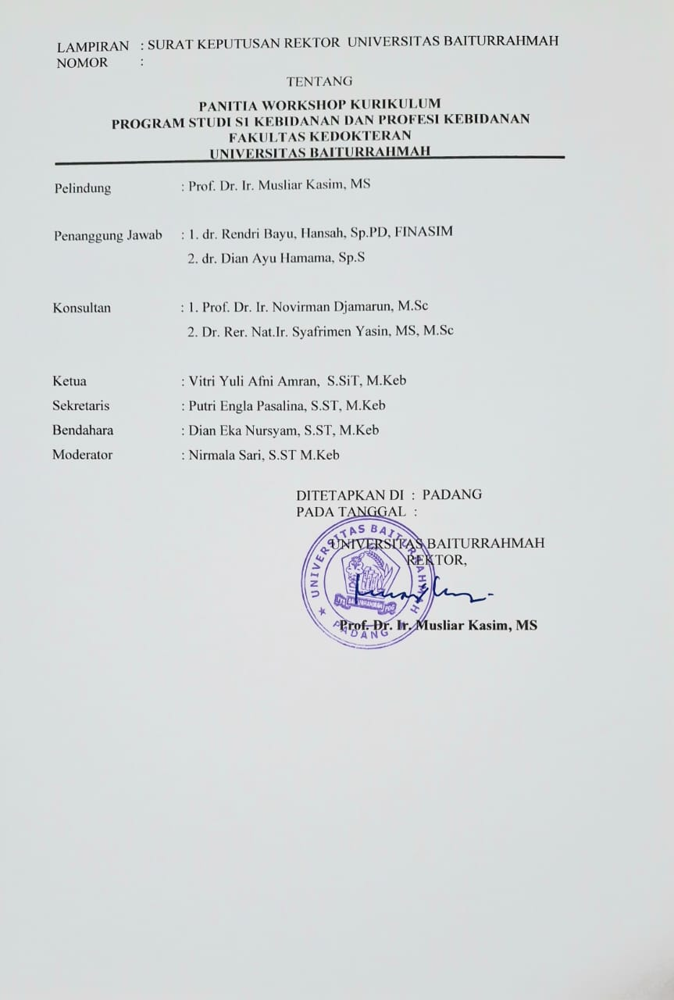 LAMPIRAN : SURAT KEPUTUSAN REKTOR UNIVERSITAS BAITURRAHMAH
NOMOR :
TENTANG
PANITIA WORKSHOP KURIKULUM
PROGRAM STUDI S1 KEBIDANAN DAN PROFESI KEBIDANAN
FAKULTAS KEDOKTERAN
UNIVERSITAS BAITURRAHMAH
Pelindung : Prof. Dr. Ir. Musliar Kasim, MS
Penanggung Jawab : 1. dr. Rendri Bayu, Hansah, Sp.PD, FINASIM
2. dr. Dian Ayu Hamama, Sp.S
Konsultan : 1. Prof. Dr. Ir. Novirman Djamarun, M.Sc
2. Dr. Rer. Nat.Ir. Syafrimen Yasin, MS, M.Sc
Ketua : Vitri Yuli Afni Amran, S.SiT, M.Keb
Sekretaris : Putri Engla Pasalina, S.ST, M.Keb
Bendahara : Dian Eka Nursyam, S.ST, M.Keb
Moderator : Nirmala Sari, S.ST M.Keb
DITETAPKAN DI : PADANG
PADA TANGGAL :
UNIVERSITAS BAITURRAHMAH
REKTOR,
UNIVERSITAS BAITURRAHMAH
PADANG
Prof. Dr. Ir. Musliar Kasim, MS